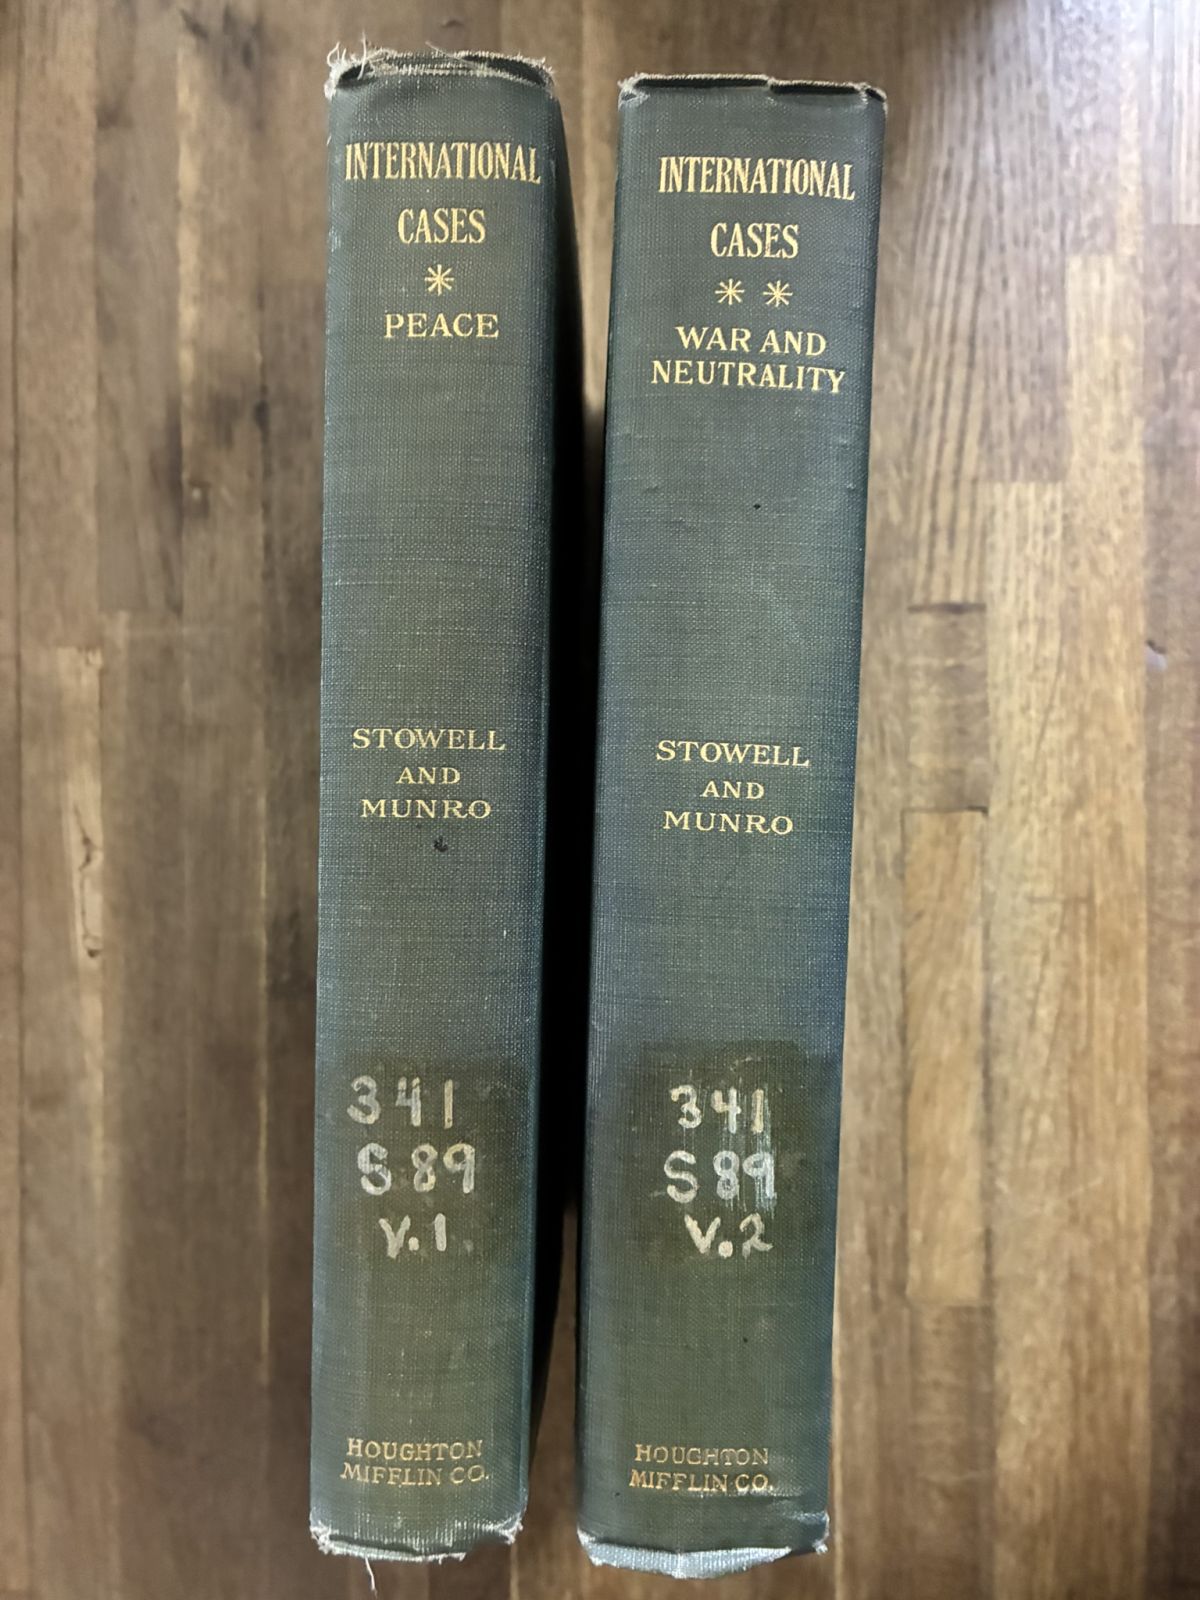 INTERNATIONAL
CASES
*
PEACE
STOWELL
AND
MUNRO
341
S89
V.1
HOUGHTON
MIFFLIN CO.
INTERNATIONAL
CASES
* *
WAR AND
NEUTRALITY
STOWELL
AND
MUNRO
341
S89
V.2
HOUGHTON
MIFFLIN CO.